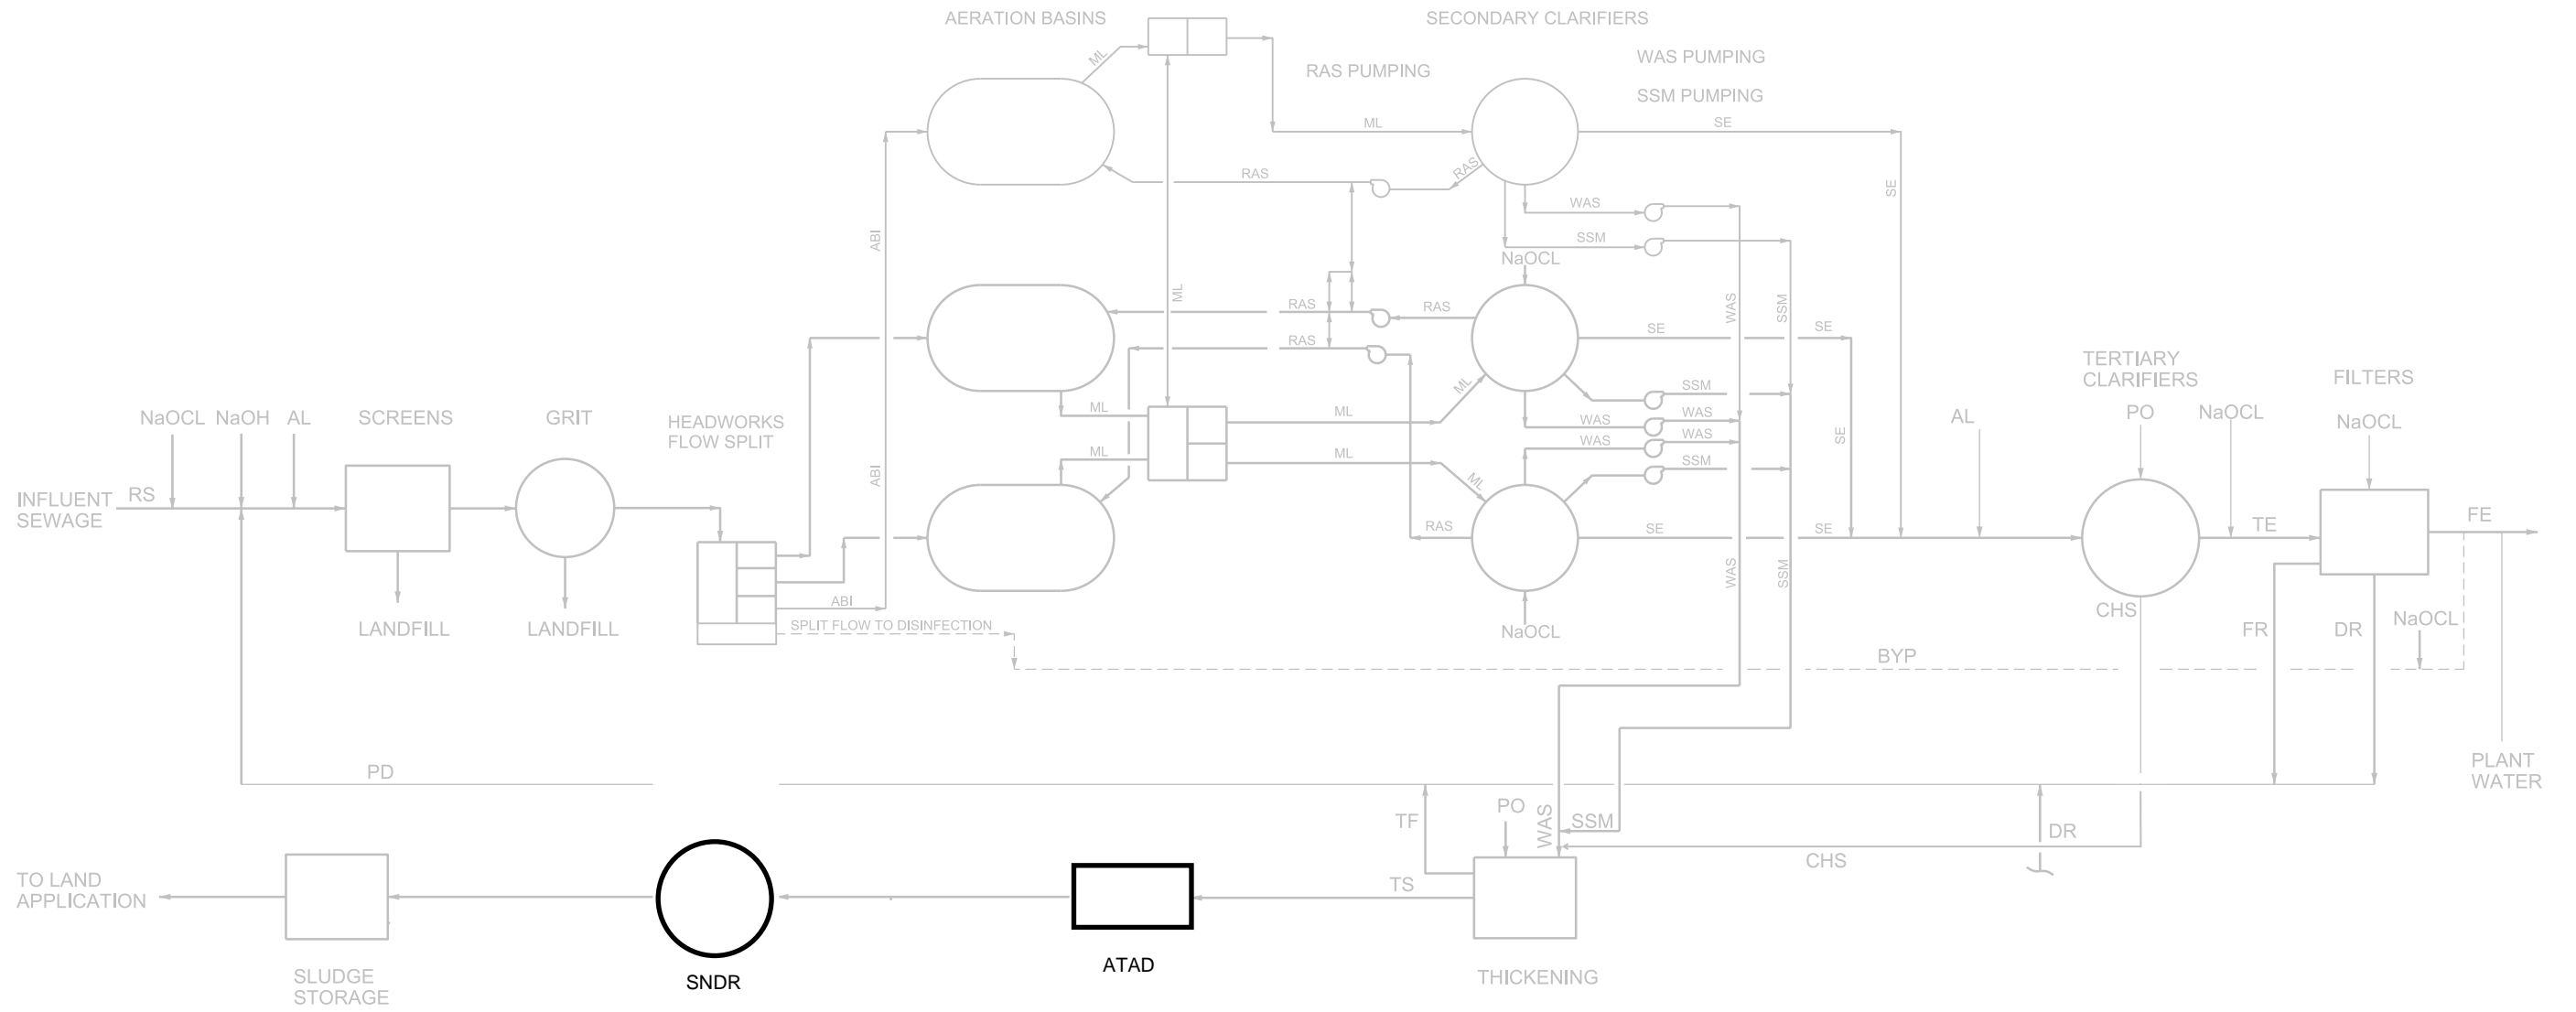 AERATION BASINS
SECONDARY CLARIFIERS
WAS PUMPING
RAS PUMPING
SSM PUMPING
ML
ML
SE
RAS
RAS
SE
WAS
ABI
SSM
NaOCL
ML
RAS
RAS
WAS
SSM
SE
SE
RAS
TERTIARY
CLARIFIERS
FILTERS
ML
SSM
ML
ML
WAS
WAS
NaOCL
NaOH
AL
SCREENS
GRIT
HEADWORKS
FLOW SPLIT
AL
PO
NaOCL
NaOCL
WAS
WAS
SE
ML
ML
SSM
ABI
ML
INFLUENT
SEWAGE
RS
RAS
SE
SE
TE
FE
WAS
SSM
ABI
CHS
LANDFILL
LANDFILL
SPLIT FLOW TO DISINFECTION
NaOCL
FR
DR
NaOCL
BYP
PD
PLANT
WATER
PO
TF
WAS
SSM
DR
CHS
TO LAND
APPLICATION
TS
SLUDGE
STORAGE
SNDR
ATAD
THICKENING